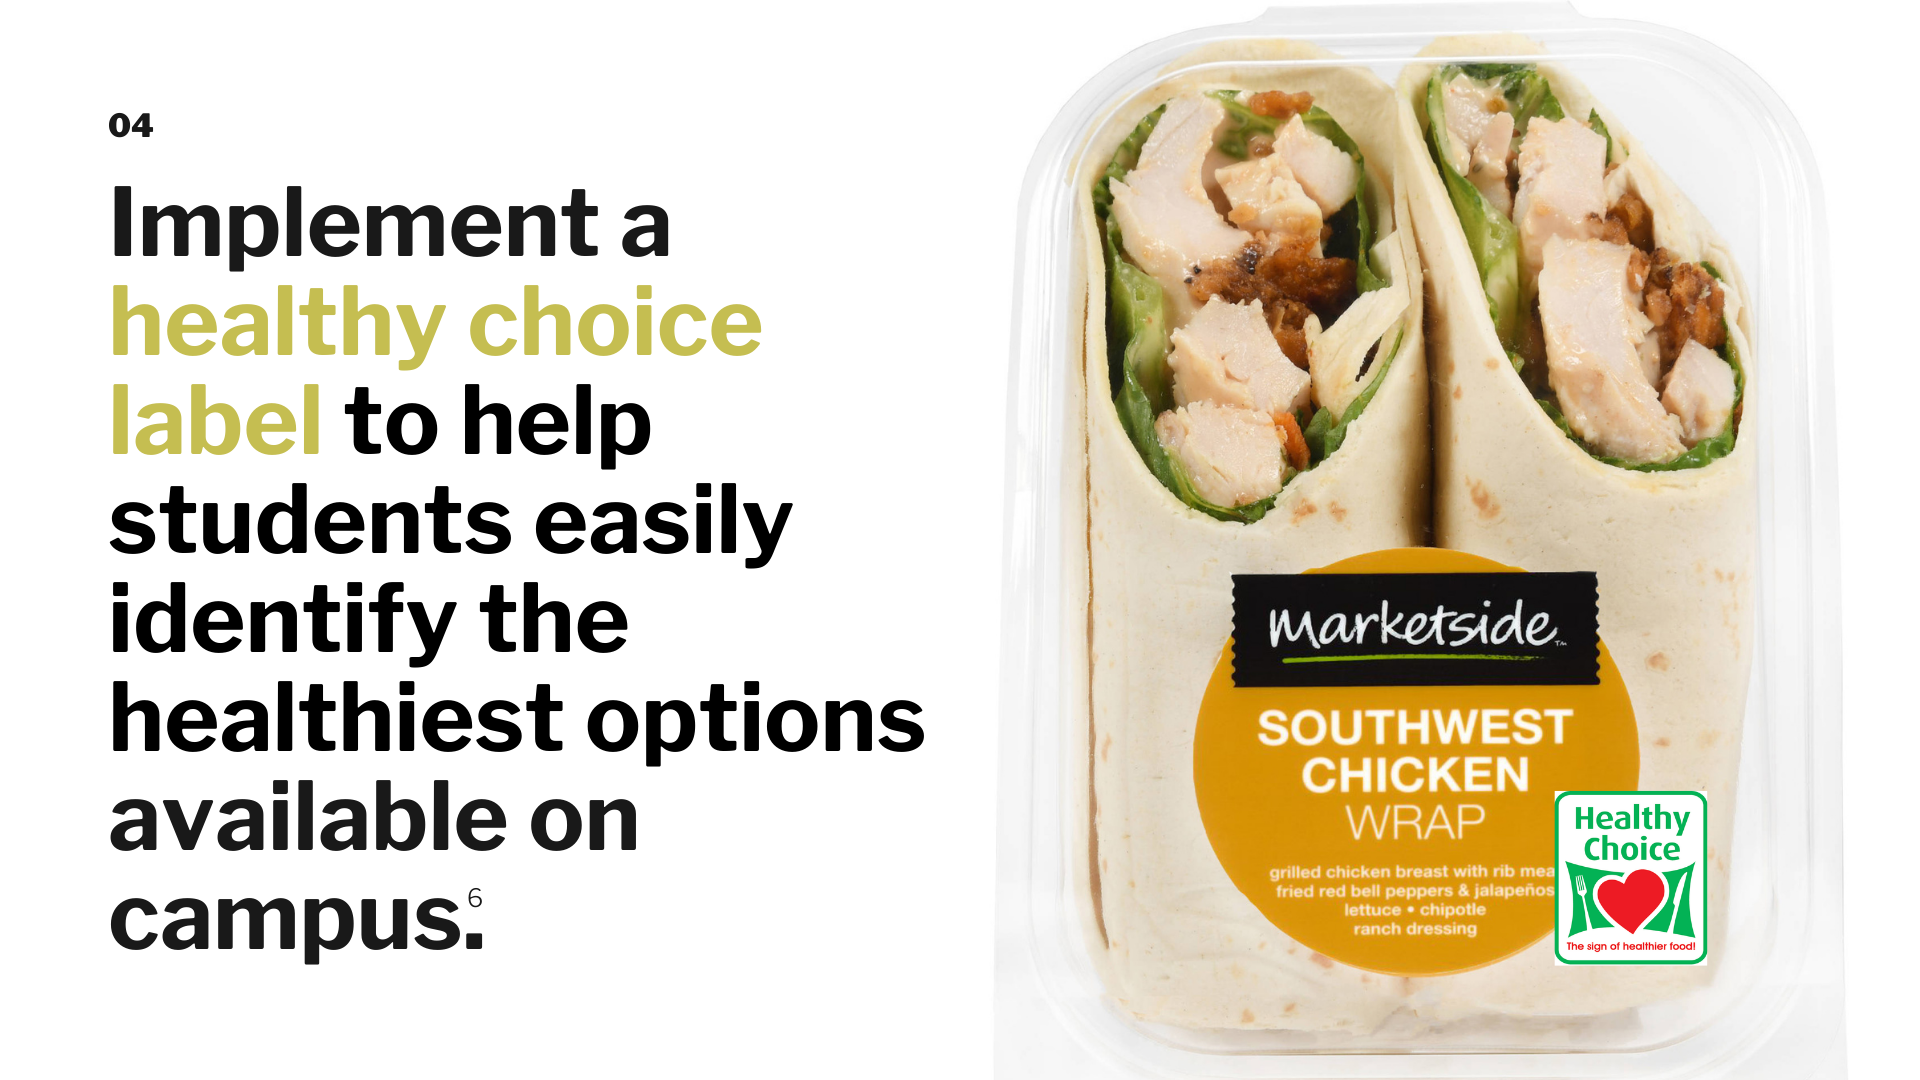 04
Implement a
healthy choice
label to help
students easily
identify the
healthiest options
available on
campus.6
marketside™
SOUTHWEST
CHICKEN
WRAP
grilled chicken breast with rib mea
fried red bell peppers & jalapeños
lettuce • chipotle
ranch dressing
Healthy
Choice
The sign of healthier food!